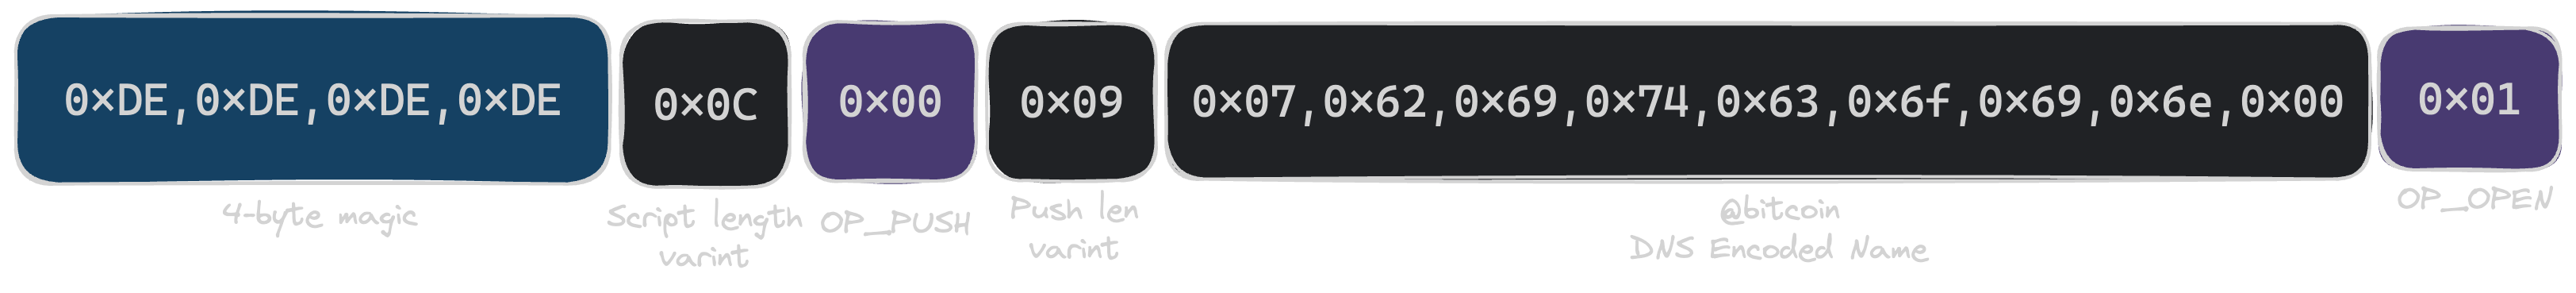 0×DE,0×DE,0×DE,0×DE
0×0C
0×00
0×09
0×07,0×62,0×69,0×74,0×63,0×6f,0×69,0×6e,0×00
0×01
4-byte magic
Script length
varint
OP_PUSH
Push len
varint
@bitcoin
DNS Encoded Name
OP_OPEN